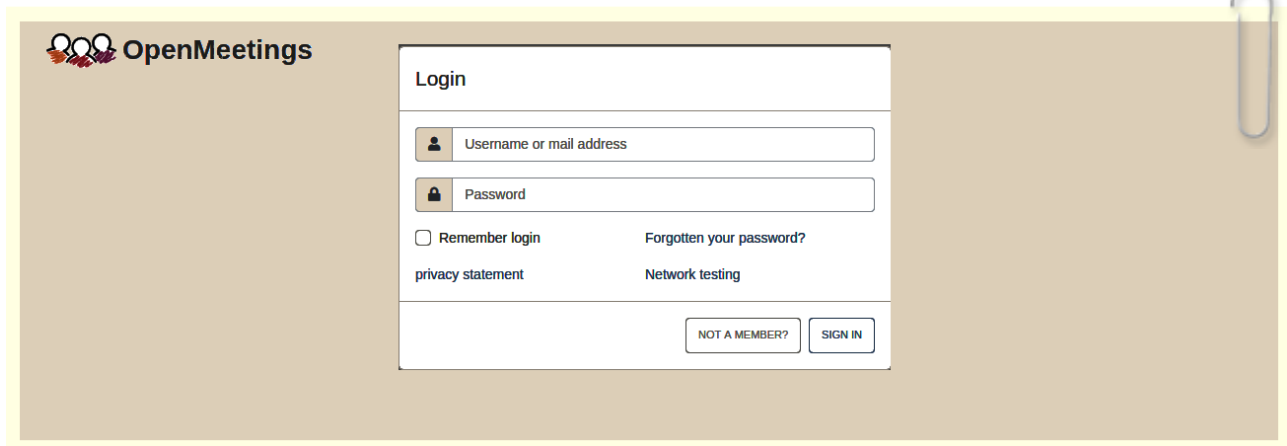 OpenMeetings
Login
Username or mail address
Password
Remember login
Forgotten your password?
privacy statement
Network testing
NOT A MEMBER?
SIGN IN